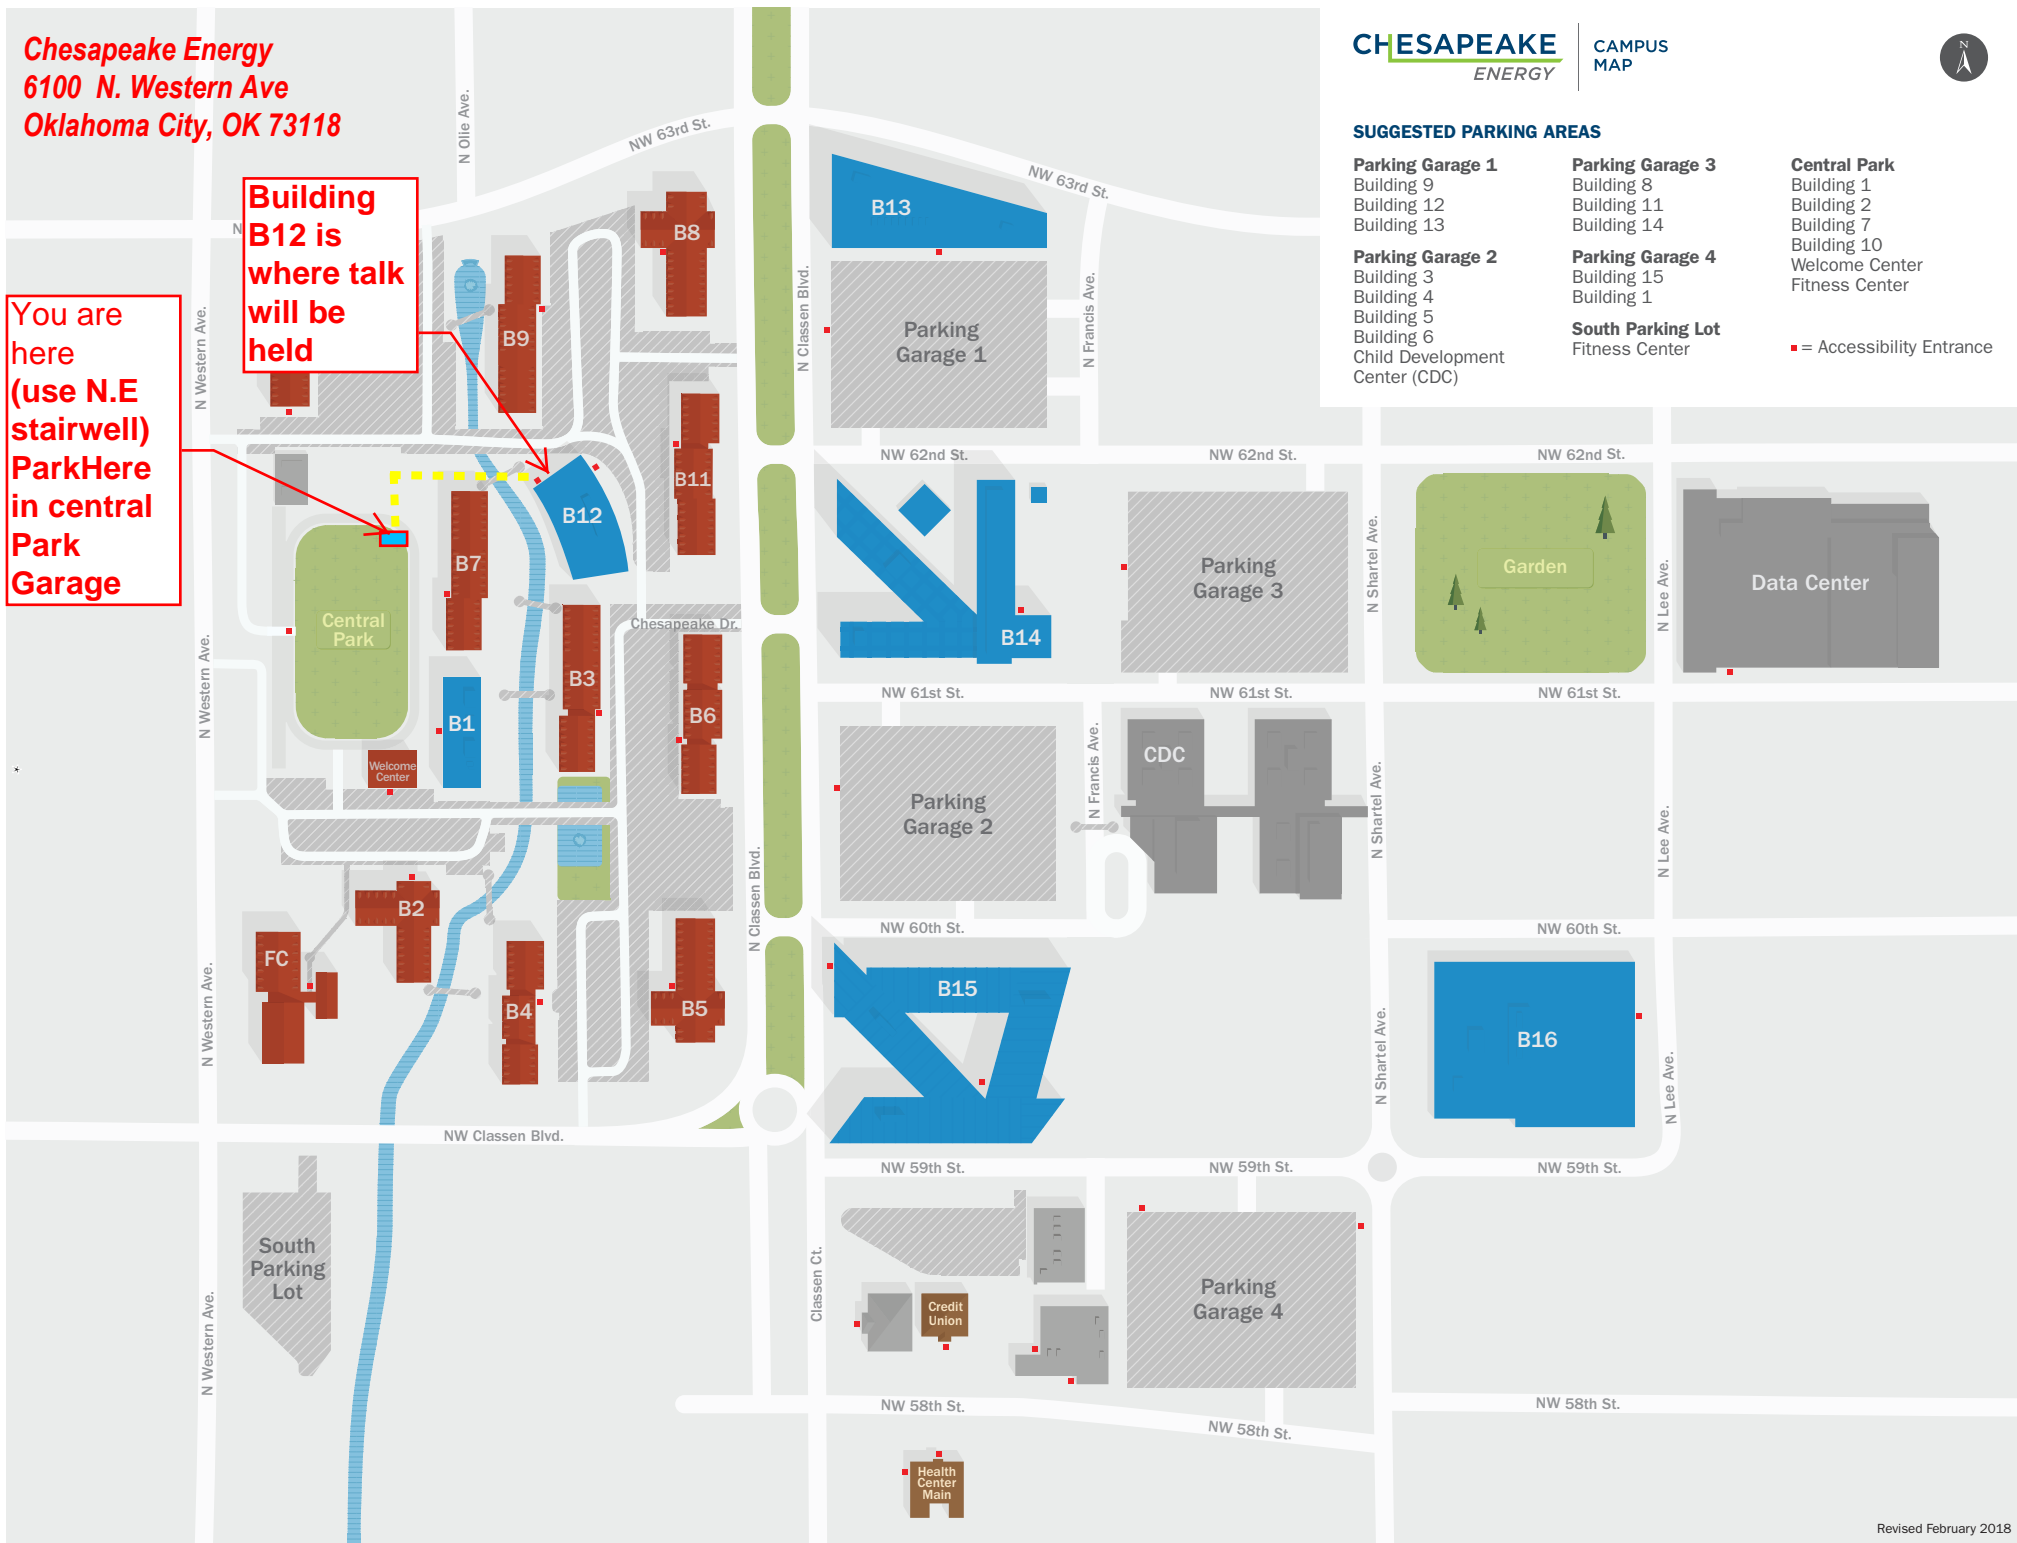 Chesapeake Energy
6100 N. Western Ave
Oklahoma City, OK 73118
CHESAPEAKE
ENERGY
CAMPUS
MAP
N
SUGGESTED PARKING AREAS
Parking Garage 1
Building 9
Building 12
Building 13
Parking Garage 2
Building 3
Building 4
Building 5
Building 6
Child Development
Center (CDC)
Parking Garage 3
Building 8
Building 11
Building 14
Parking Garage 4
Building 15
Building 1
South Parking Lot
Fitness Center
Central Park
Building 1
Building 2
Building 7
Building 10
Welcome Center
Fitness Center
= Accessibility Entrance
Building
B12 is
where talk
will be
held
You are
here
(use N.E
stairwell)
ParkHere
in central
Park
Garage
N Olie Ave.
NW 63rd St.
NW 63rd St.
N
B8
B13
B9
Parking
Garage 1
N Western Ave.
N Classen Blvd.
N Francis Ave.
NW 62nd St.
NW 62nd St.
NW 62nd St.
B11
B12
B7
Central
Park
Parking
Garage 3
N Shartel Ave.
Garden
N Lee Ave.
Data Center
Chesapeake Dr.
B14
B3
B6
B1
N Western Ave.
NW 61st St.
NW 61st St.
NW 61st St.
Welcome
Center
Parking
Garage 2
N Francis Ave.
CDC
N Shartel Ave.
N Lee Ave.
N Classen Blvd.
B2
NW 60th St.
NW 60th St.
FC
B4
B5
B15
B16
N Western Ave.
N Shartel Ave.
N Lee Ave.
NW Classen Blvd.
NW 59th St.
NW 59th St.
NW 59th St.
South
Parking
Lot
Classen Ct.
Credit
Union
Parking
Garage 4
N Western Ave.
NW 58th St.
NW 58th St.
NW 58th St.
Health
Center
Main
Revised February 2018